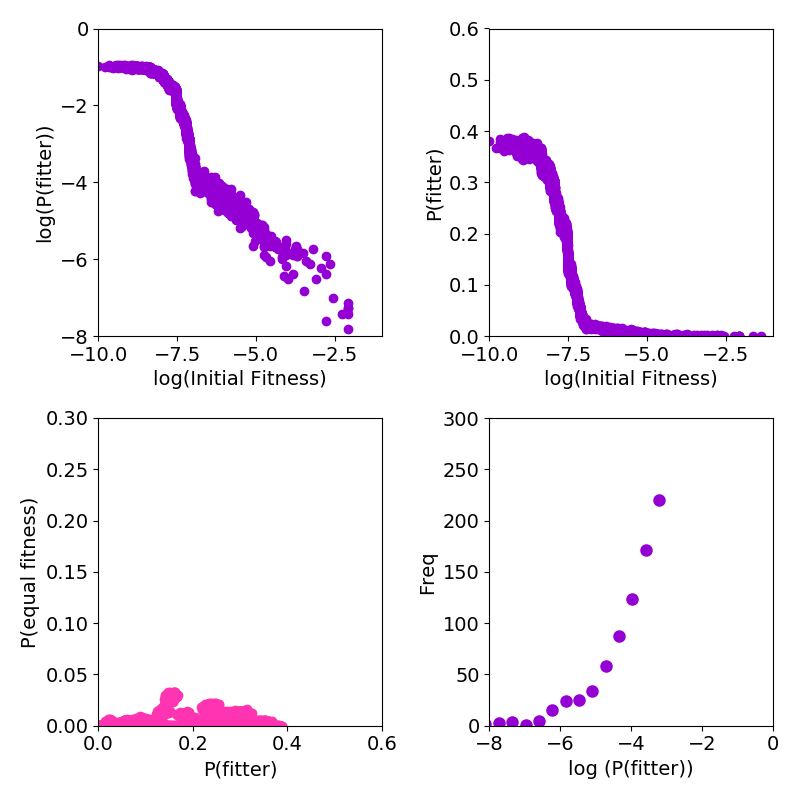 0
−2
−4
−6
−8
log(P(fitter))
−10.0 −7.5 −5.0 −2.5
log(Initial Fitness)
0.6
0.5
0.4
0.3
0.2
0.1
0.0
P(fitter)
−10.0 −7.5 −5.0 −2.5
log(Initial Fitness)
0.30
0.25
0.20
0.15
0.10
0.05
0.00
P(equal fitness)
0.0 0.2 0.4 0.6
P(fitter)
300
250
200
150
100
50
0
Freq
−8 −6 −4 −2 0
log (P(fitter))